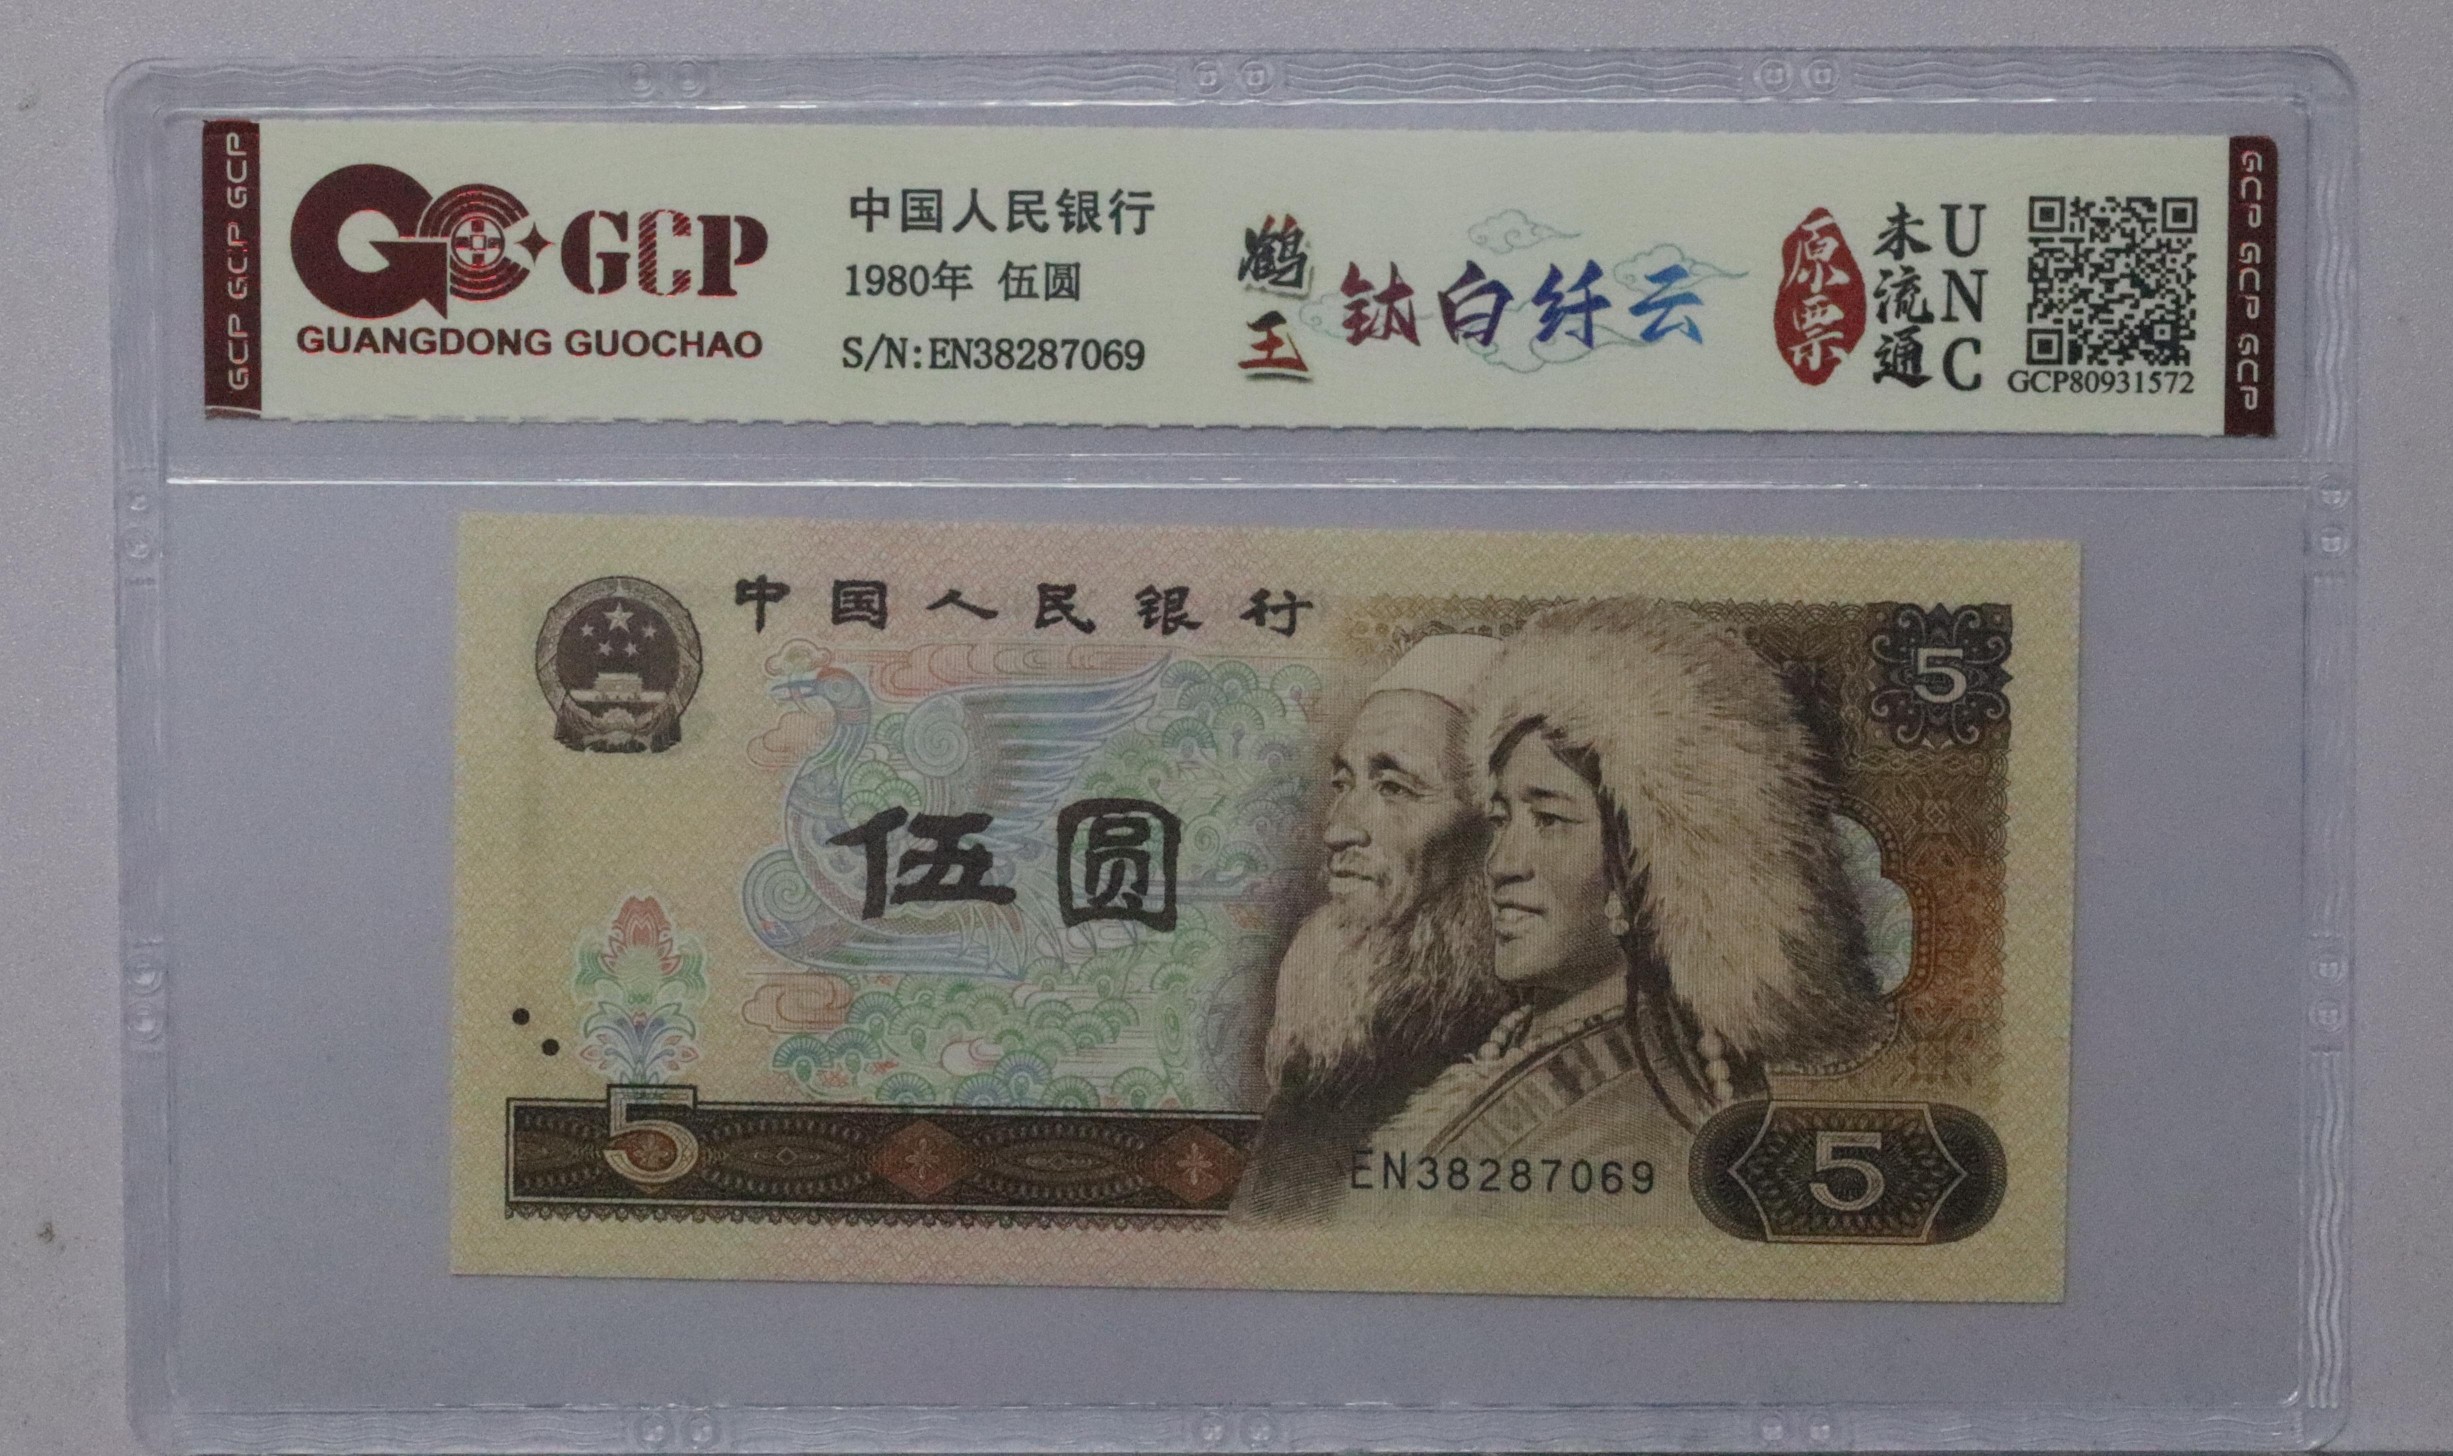 GCP GCP GCP
GCP
GUANGDONG GUOCHAO
中国人民银行
1980年 伍圆
S/N:EN38287069
鹤王
钛白纤云
原票
未流通
UNC
GCP80931572
GCP GCP GCP
中国人民银行
5
伍圆
5
EN38287069
5